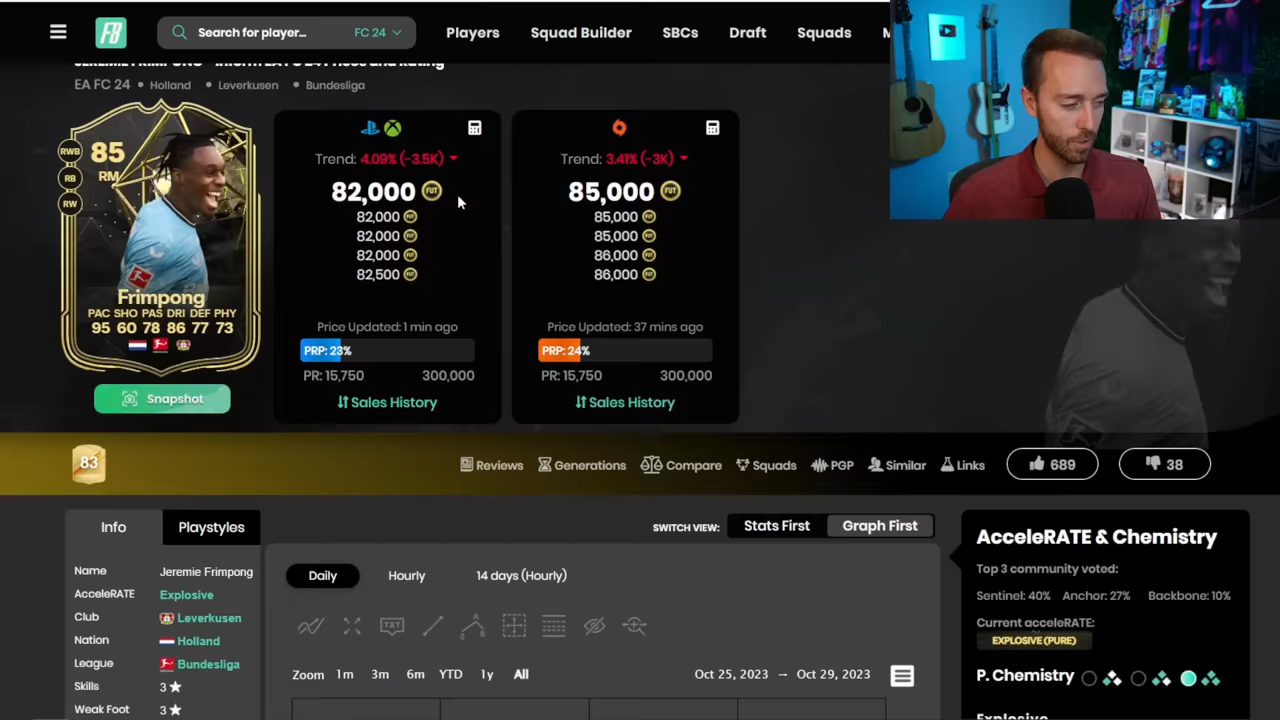 FB
Search for player...
FC 24
Players
Squad Builder
SBCs
Draft
Squads
EA FC 24 • Holland • Leverkusen • Bundesliga
85
RM
RWB
RB
RW
Frimpong
PAC SHO PAS DRI DEF PHY
95 60 78 86 77 73
Snapshot
Trend: 4.09% (-3.5K)
82,000
82,000
82,000
82,000
82,500
Price Updated: 1 min ago
PRP: 23%
PR: 15,750 300,000
Sales History
Trend: 3.41% (-3K)
85,000
85,000
85,000
86,000
86,000
Price Updated: 37 mins ago
PRP: 24%
PR: 15,750 300,000
Sales History
83
Reviews
Generations
Compare
Squads
PGP
Similar
Links
689
38
Info
Playstyles
Name Jeremie Frimpong
AcceleRATE Explosive
Club Leverkusen
Nation Holland
League Bundesliga
Skills 3★
Weak Foot 3★
SWITCH VIEW: Stats First Graph First
Daily Hourly 14 days (Hourly)
TXT
Zoom 1m 3m 6m YTD 1y All
Oct 25, 2023 → Oct 29, 2023
AcceleRATE & Chemistry
Top 3 community voted:
Sentinel: 40% Anchor: 27% Backbone: 10%
Current acceleRATE:
EXPLOSIVE (PURE)
P. Chemistry
Explosive